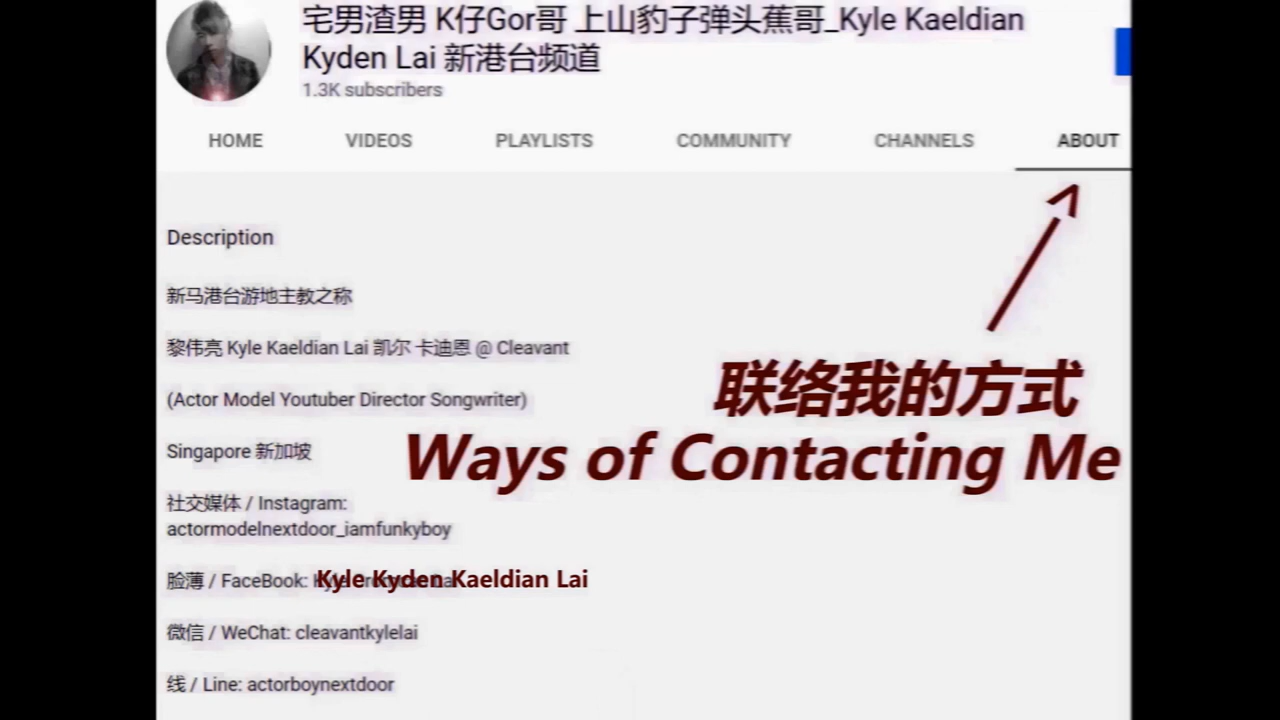 宅男渣男 K仔Gor哥 上山豹子弹头蕉哥_Kyle Kaeldian
Kyden Lai 新港台频道
1.3K subscribers
HOME VIDEOS PLAYLISTS COMMUNITY CHANNELS ABOUT
Description
新马港台游地主教之称
黎伟亮 Kyle Kaeldian Lai 凯尔 卡迪恩 @ Cleavant
(Actor Model Youtuber Director Songwriter)
Singapore 新加坡
联络我的方式
Ways of Contacting Me
社交媒体 / Instagram:
actormodelnextdoor_iamfunkyboy
脸薄 / FaceBook: Kyle Kyden Kaeldian Lai
微信 / WeChat: cleavantkylelai
线 / Line: actorboynextdoor